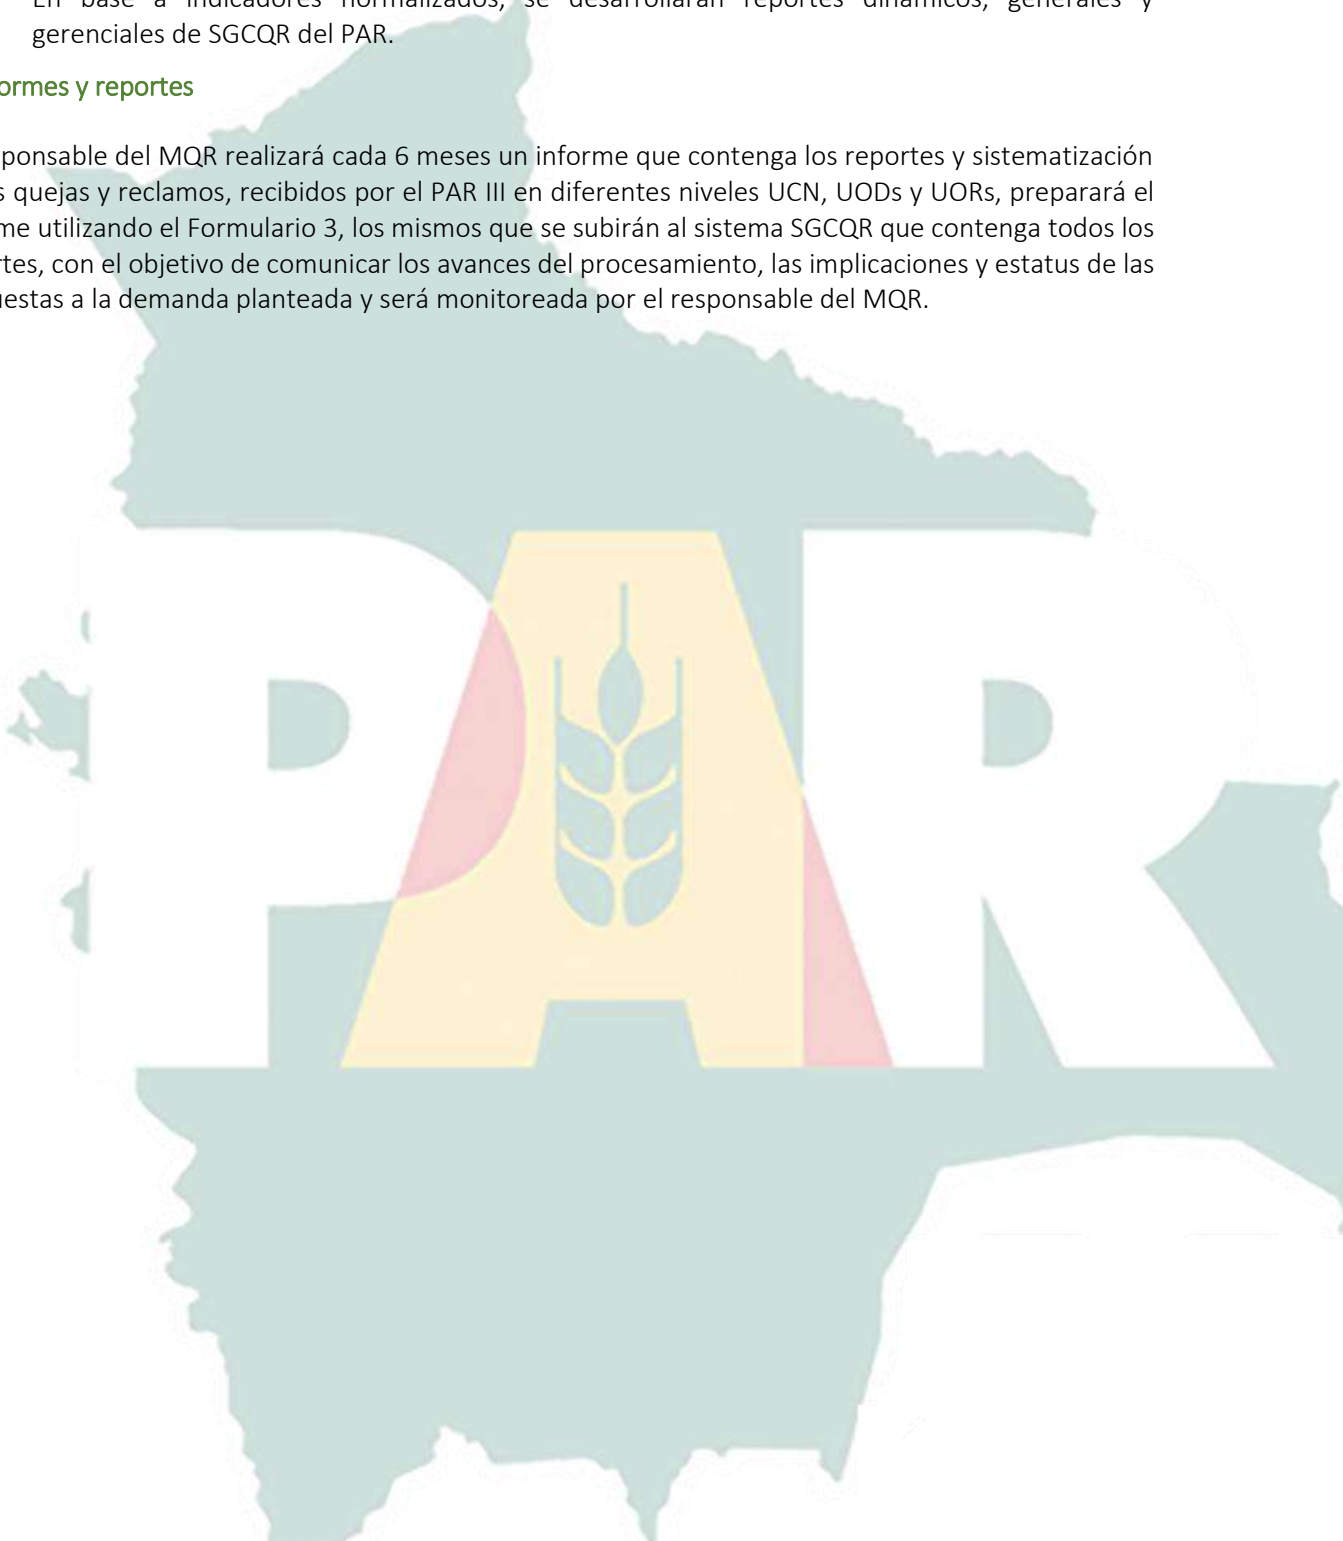 En base a indicadores normalizados, se desarrollarán reportes dinámicos, generales y
gerenciales de SGCQR del PAR.
ormes y reportes
ponsable del MQR realizará cada 6 meses un informe que contenga los reportes y sistematización
s quejas y reclamos, recibidos por el PAR III en diferentes niveles UCN, UODs y UORs, preparará el
me utilizando el Formulario 3, los mismos que se subirán al sistema SGCQR que contenga todos los
rtes, con el objetivo de comunicar los avances del procesamiento, las implicaciones y estatus de las
uestas a la demanda planteada y será monitoreada por el responsable del MQR.
PAR